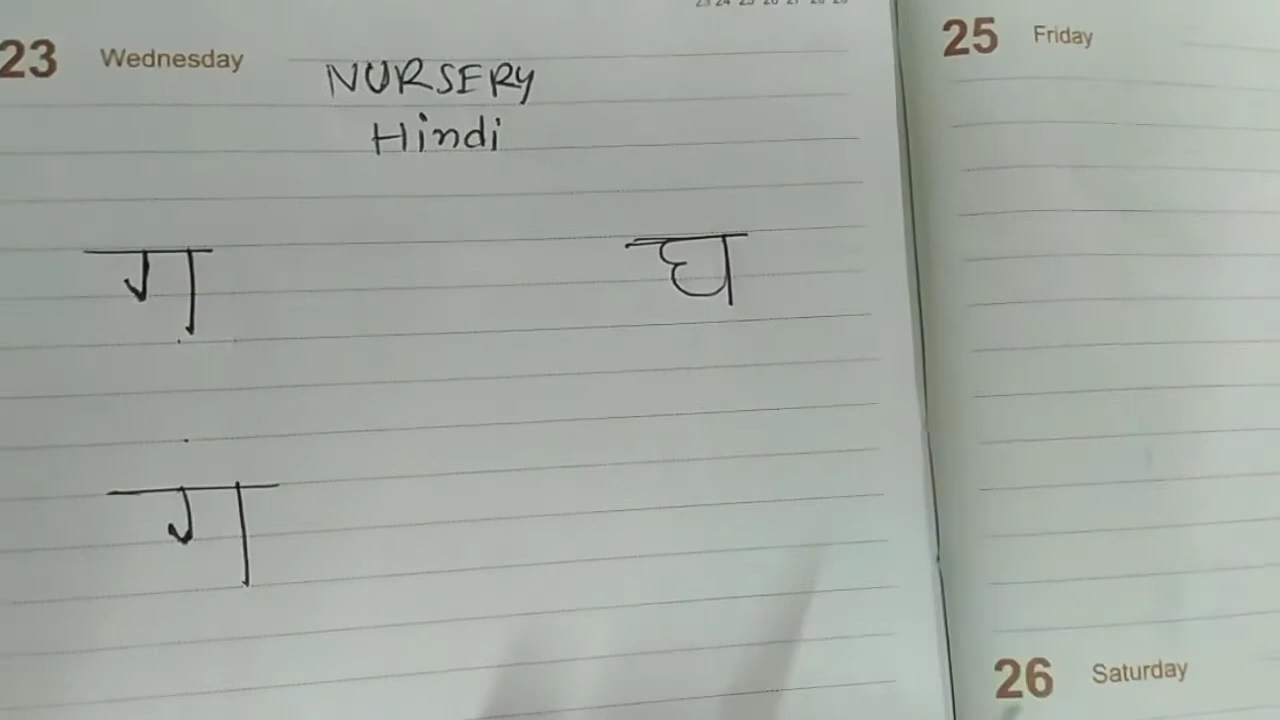 23 Wednesday
NURSERY
Hindi
ग घ
ग
25 Friday
26 Saturday